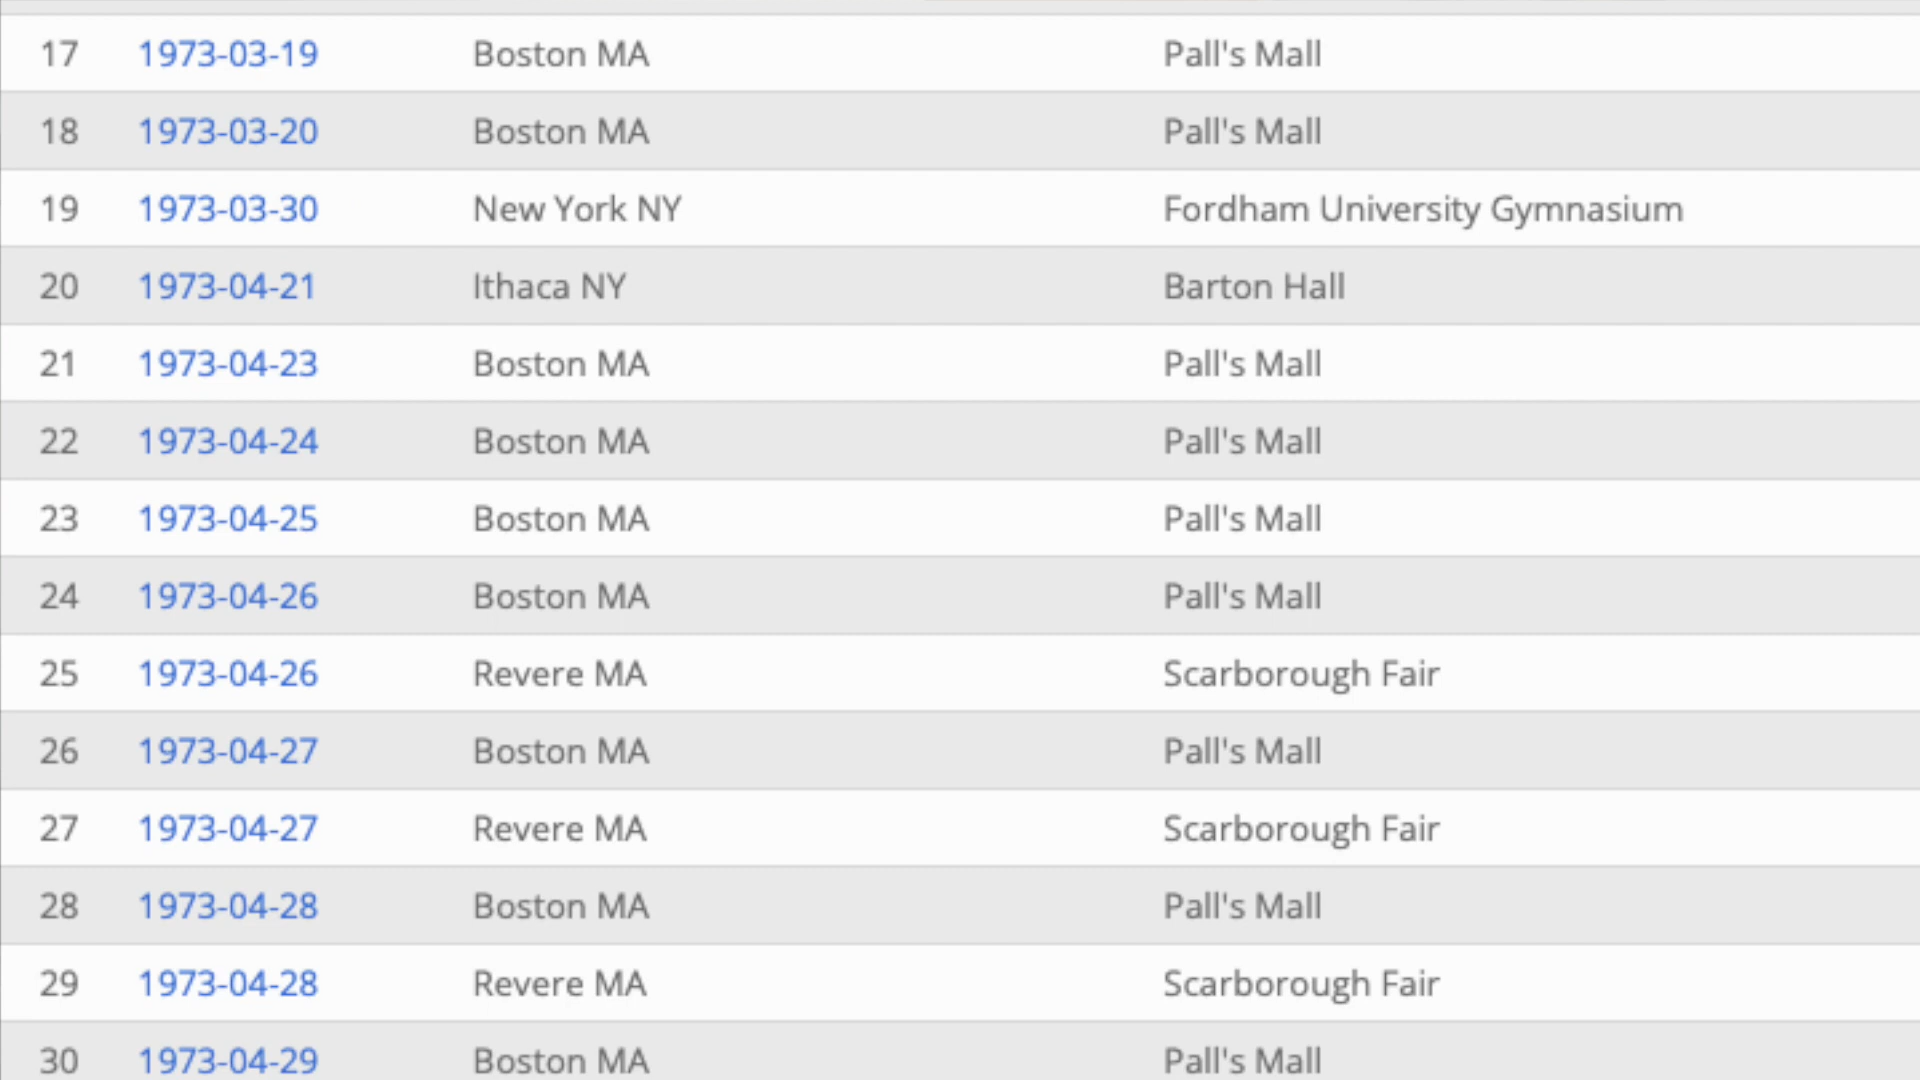 17 1973-03-19 Boston MA Pall's Mall
18 1973-03-20 Boston MA Pall's Mall
19 1973-03-30 New York NY Fordham University Gymnasium
20 1973-04-21 Ithaca NY Barton Hall
21 1973-04-23 Boston MA Pall's Mall
22 1973-04-24 Boston MA Pall's Mall
23 1973-04-25 Boston MA Pall's Mall
24 1973-04-26 Boston MA Pall's Mall
25 1973-04-26 Revere MA Scarborough Fair
26 1973-04-27 Boston MA Pall's Mall
27 1973-04-27 Revere MA Scarborough Fair
28 1973-04-28 Boston MA Pall's Mall
29 1973-04-28 Revere MA Scarborough Fair
30 1973-04-29 Boston MA Pall's Mall